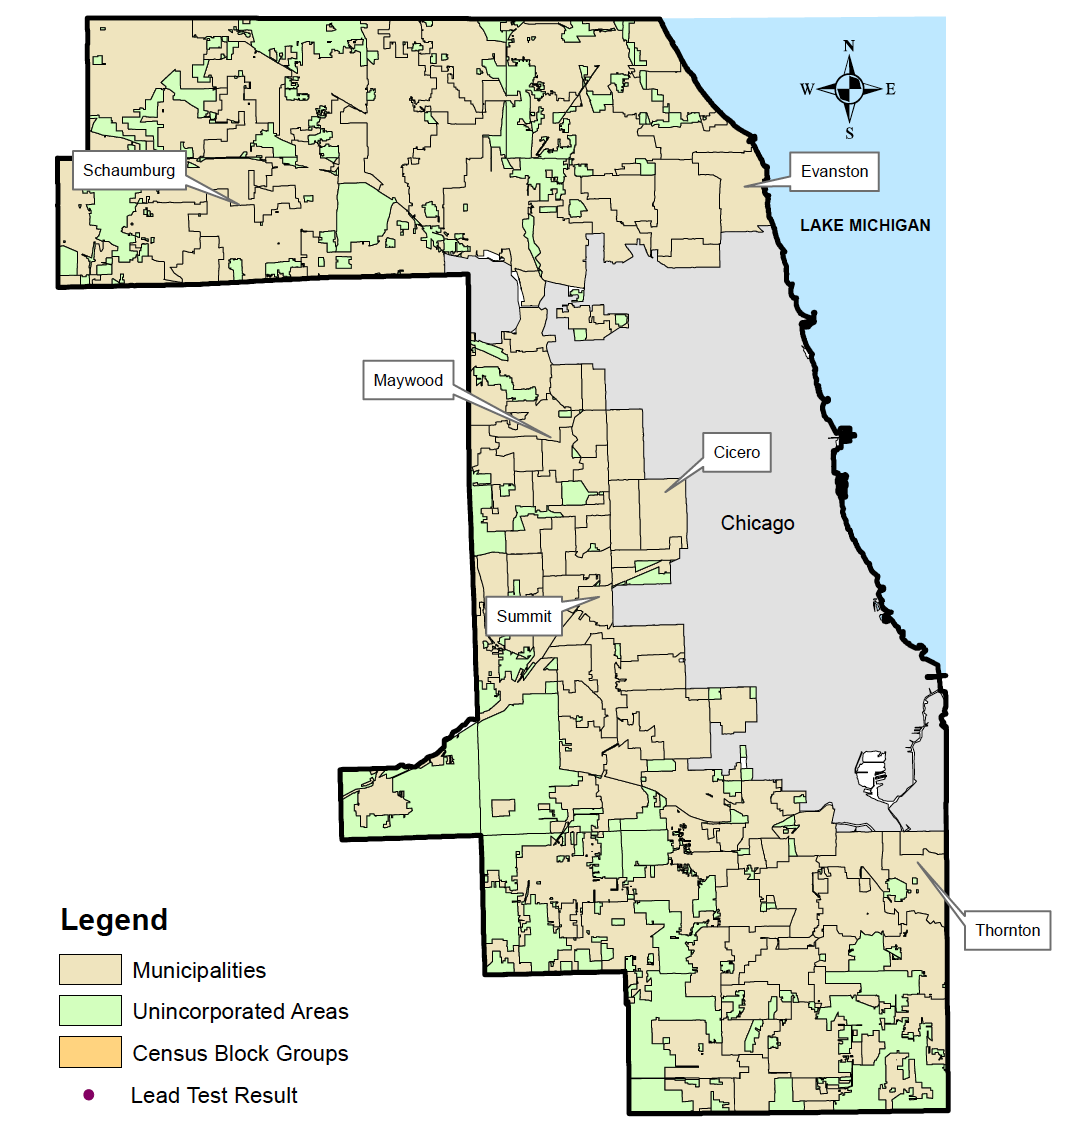 N
W E
S
Schaumburg
Evanston
LAKE MICHIGAN
Maywood
Cicero
Chicago
Summit
Legend
Municipalities
Unincorporated Areas
Census Block Groups
Lead Test Result
Thornton